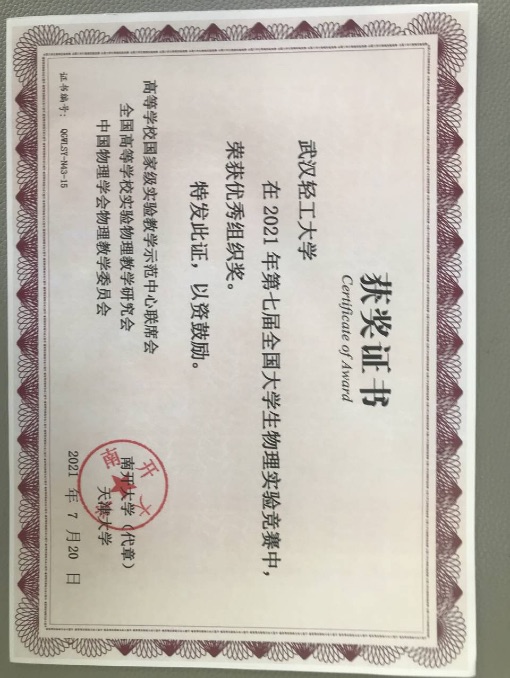 获奖证书
Certificate of Award
武汉轻工大学
在 2021 年第七届全国大学生物理实验竞赛中，
荣获优秀组织奖。
特发此证，以资鼓励。
高等学校国家级实验教学示范中心联席会
全国高等学校实验物理教学研究会
中国物理学会物理教学委员会
南开大学（代章）
天津大学
2021 年 7 月 20 日
证书编号：QGWLSY-N43-15